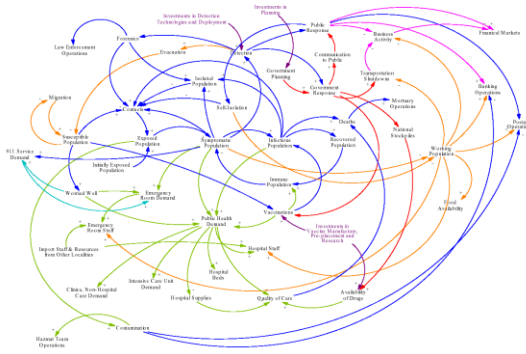 Investments in Detection
Technologies and Deployment
Investments in
Planning
Public
Response
Business
Activity
Financial Markets
Law Enforcement
Operations
Forensics
Evacuation
Detection
Communication
to Public
Government
Planning
Isolated
Population
Government
Response
Transportation
Shutdowns
Banking
Operations
Migration
Contacts
Self-Isolation
Mortuary
Operations
Deaths
Postal
Operations
Susceptible
Population
Exposed
Population
Symptomatic
Population
Infectious
Population
Recovered
Population
National
Stockpiles
Working
Population
911 Service
Demand
Initially Exposed
Population
Immune
Population
Worried Well
Emergency
Room Demand
Food
Availability
Public Health
Demand
Vaccinations
Emergency
Room Staff
Investments in
Vaccine Manufacture,
Pre-placement and
Research
Import Staff & Resources
from Other Localities
Hospital Staff
Hospital
Beds
Clinics, Non-Hospital
Care Demand
Intensive Care Unit
Demand
Hospital Supplies
Quality of Care
Availability
of Drugs
Contamination
Hazmat Team
Operations